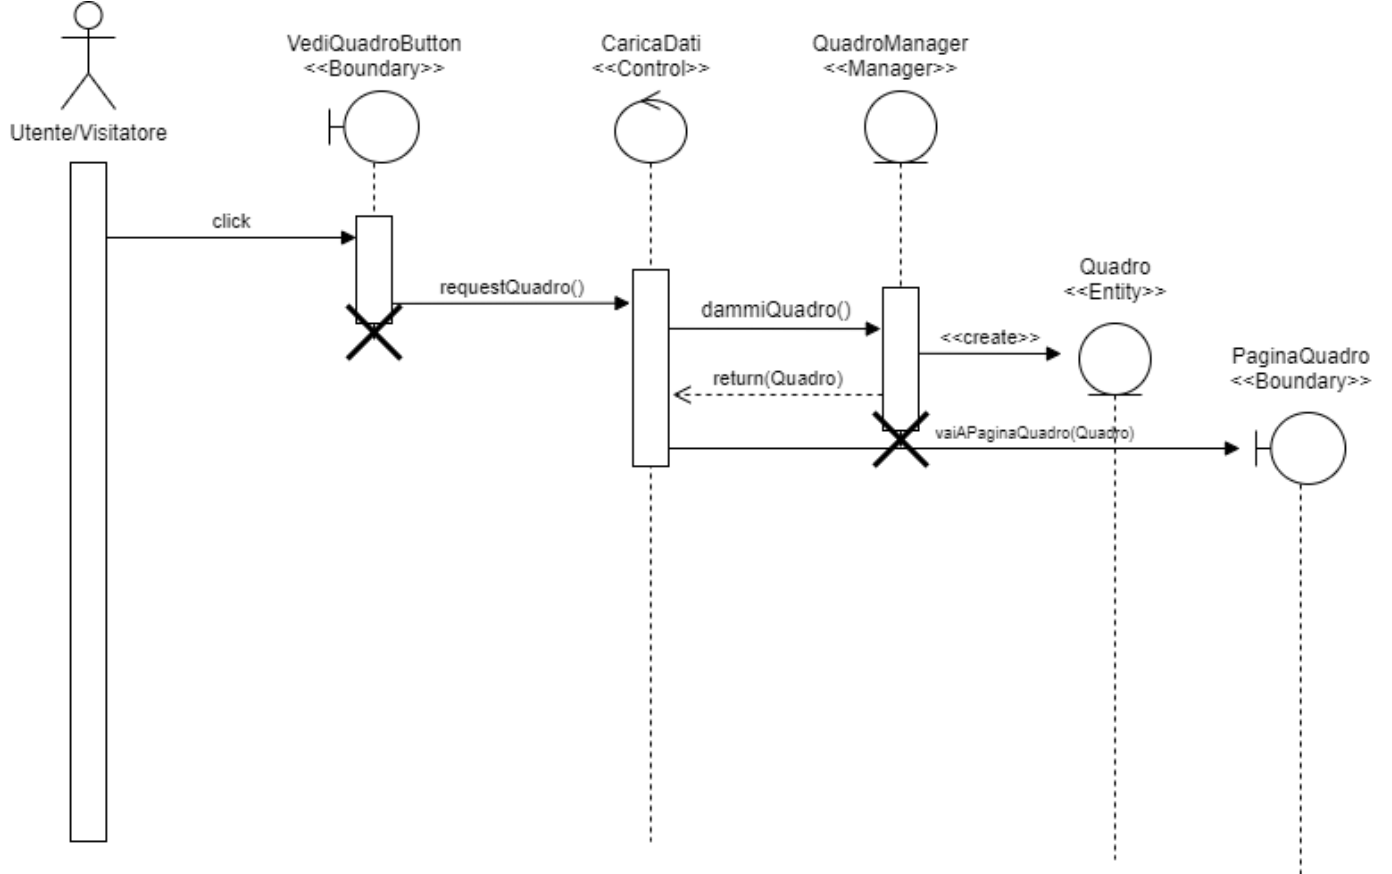 VediQuadroButton
<<Boundary>>
CaricaDati
<<Control>>
QuadroManager
<<Manager>>
Utente/Visitatore
click
Quadro
<<Entity>>
requestQuadro()
dammiQuadro()
<<create>>
PaginaQuadro
<<Boundary>>
return(Quadro)
vaiAPaginaQuadro(Quadro)